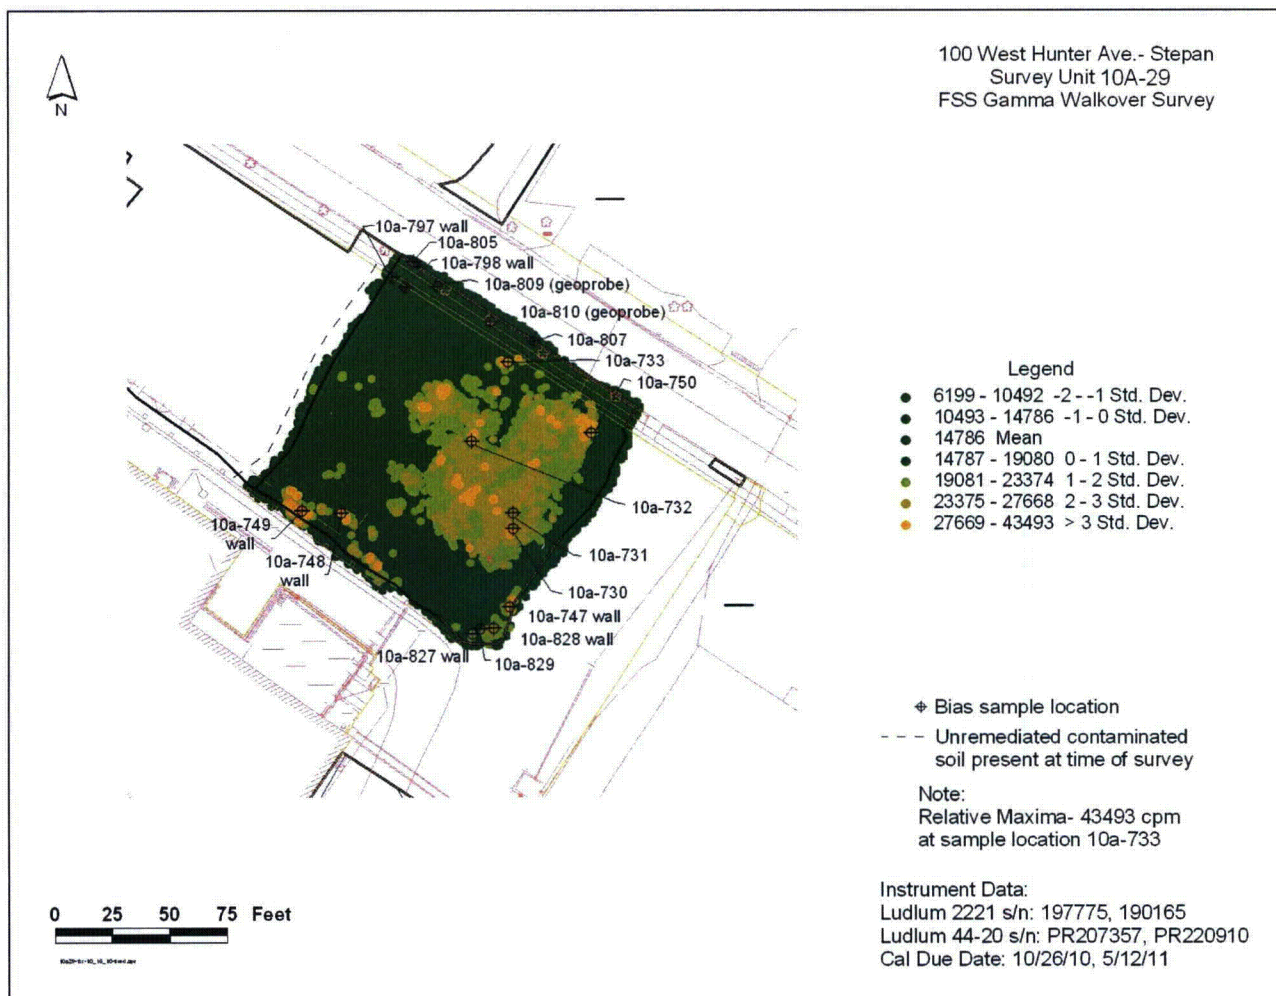 100 West Hunter Ave.- Stepan
Survey Unit 10A-29
FSS Gamma Walkover Survey
N
10a-797 wall
10a-805
10a-798 wall
10a-809 (geoprobe)
10a-810 (geoprobe)
10a-807
10a-733
10a-750
10a-732
10a-749
wall
10a-731
10a-748
wall
10a-730
10a-747 wall
10a-828 wall
10a-827 wall
10a-829
Legend
6199 - 10492 -2 - -1 Std. Dev.
10493 - 14786 -1 - 0 Std. Dev.
14786 Mean
14787 - 19080 0 - 1 Std. Dev.
19081 - 23374 1 - 2 Std. Dev.
23375 - 27668 2 - 3 Std. Dev.
27669 - 43493 > 3 Std. Dev.
Bias sample location
Unremediated contaminated
soil present at time of survey
Note:
Relative Maxima- 43493 cpm
at sample location 10a-733
Instrument Data:
Ludlum 2221 s/n: 197775, 190165
Ludlum 44-20 s/n: PR207357, PR220910
Cal Due Date: 10/26/10, 5/12/11
0 25 50 75 Feet